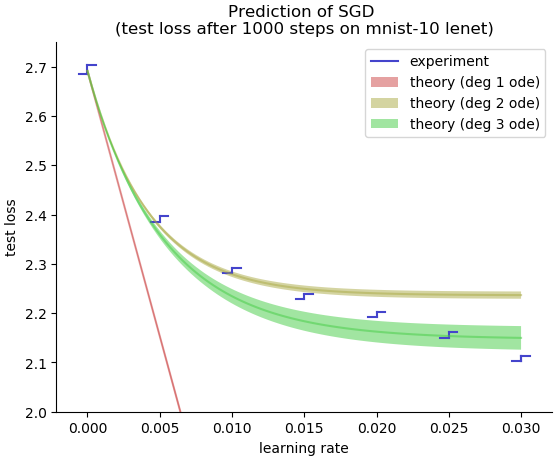 Prediction of SGD
(test loss after 1000 steps on mnist-10 lenet)
experiment
theory (deg 1 ode)
theory (deg 2 ode)
theory (deg 3 ode)
test loss
2.7
2.6
2.5
2.4
2.3
2.2
2.1
2.0
0.000 0.005 0.010 0.015 0.020 0.025 0.030
learning rate